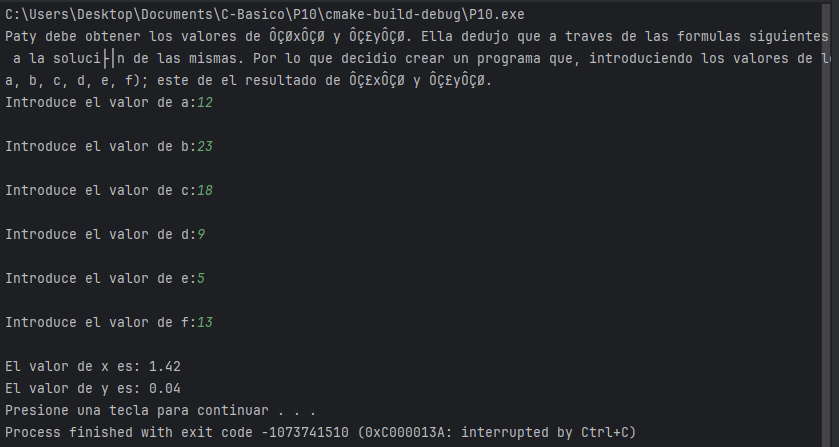 C:\Users\Desktop\Documents\C-Basico\P10\cmake-build-debug\P10.exe
Paty debe obtener los valores de ÔÇØxÔÇØ y ÔÇ£yÔÇØ. Ella dedujo que a traves de las formulas siguientes
a la soluci├│n de las mismas. Por lo que decidio crear un programa que, introduciendo los valores de
a, b, c, d, e, f); este de el resultado de ÔÇ£xÔÇØ y ÔÇ£yÔÇØ.
Introduce el valor de a:12
Introduce el valor de b:23
Introduce el valor de c:18
Introduce el valor de d:9
Introduce el valor de e:5
Introduce el valor de f:13
El valor de x es: 1.42
El valor de y es: 0.04
Presione una tecla para continuar . . .
Process finished with exit code -1073741510 (0xC000013A: interrupted by Ctrl+C)